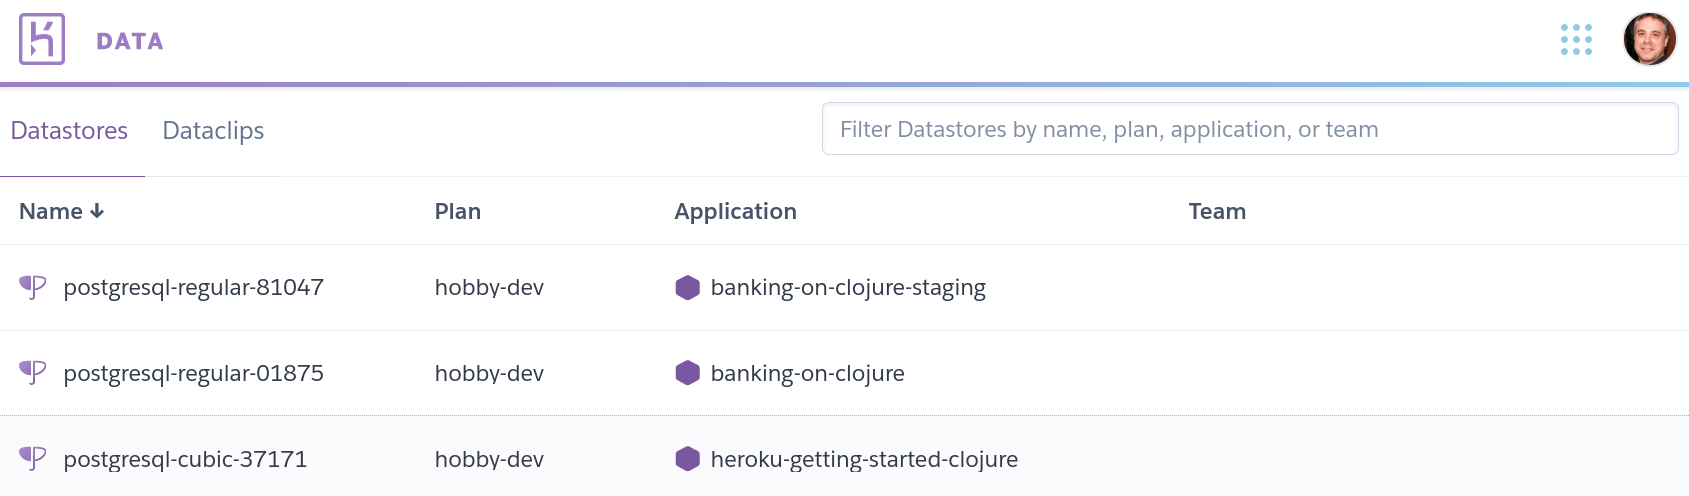 DATA
Datastores Dataclips Filter Datastores by name, plan, application, or team
Name Plan Application Team
postgresql-regular-81047 hobby-dev banking-on-clojure-staging
postgresql-regular-01875 hobby-dev banking-on-clojure
postgresql-cubic-37171 hobby-dev heroku-getting-started-clojure